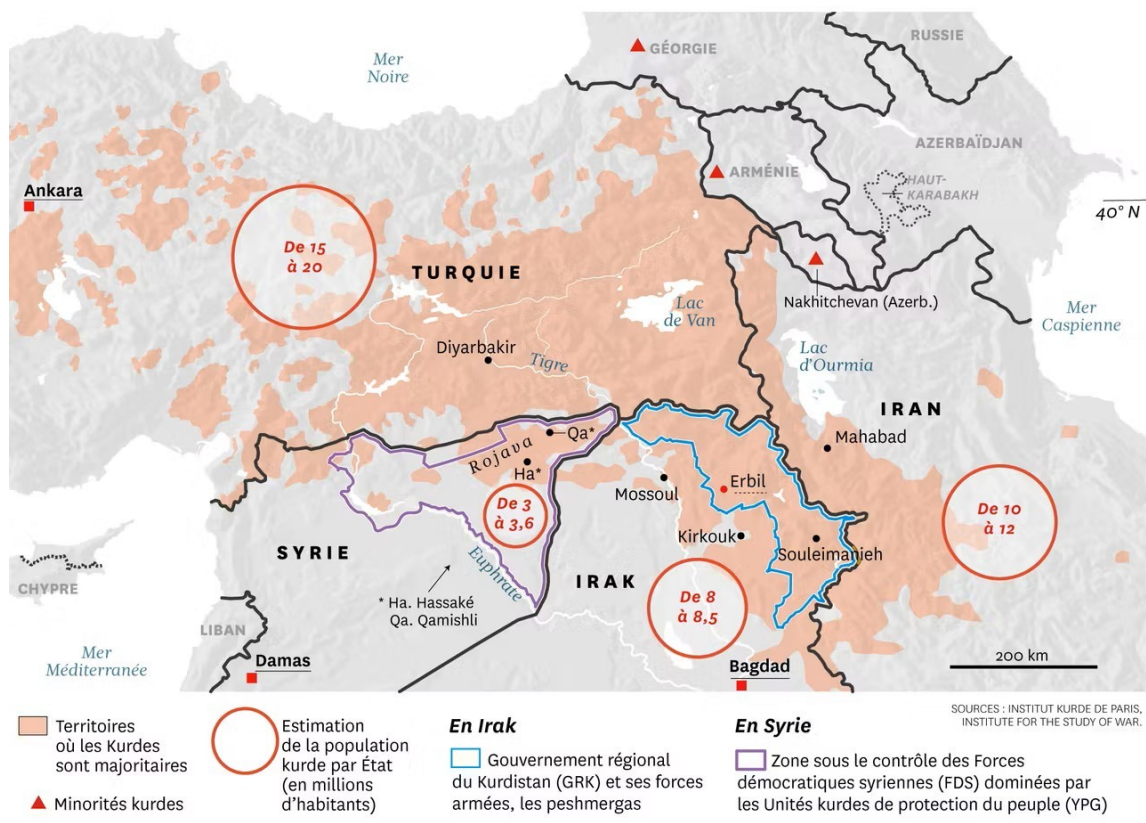 Mer
Noire
GÉORGIE
RUSSIE
AZERBAÏDJAN
ARMÉNIE
HAUT-
KARABAKH
40° N
Ankara
De 15
à 20
TURQUIE
Nakhitchevan (Azerb.)
Mer
Caspienne
Lac
de Van
Lac
d'Ourmia
Diyarbakir
Tigre
IRAN
Mahabad
Rojava
Qa*
Ha*
Mossoul
Erbil
De 3
à 3,6
De 10
à 12
Kirkouk
Souleimanieh
SYRIE
Euphrate
IRAK
CHYPRE
* Ha. Hassaké
Qa. Qamishli
De 8
à 8,5
LIBAN
Mer
Méditerranée
Damas
Bagdad
200 km
SOURCES : INSTITUT KURDE DE PARIS,
INSTITUTE FOR THE STUDY OF WAR.
Territoires
où les Kurdes
sont majoritaires
Minorités kurdes
Estimation
de la population
kurde par État
(en millions
d'habitants)
En Irak
Gouvernement régional
du Kurdistan (GRK) et ses forces
armées, les peshmergas
En Syrie
Zone sous le contrôle des Forces
démocratiques syriennes (FDS) dominées par
les Unités kurdes de protection du peuple (YPG)